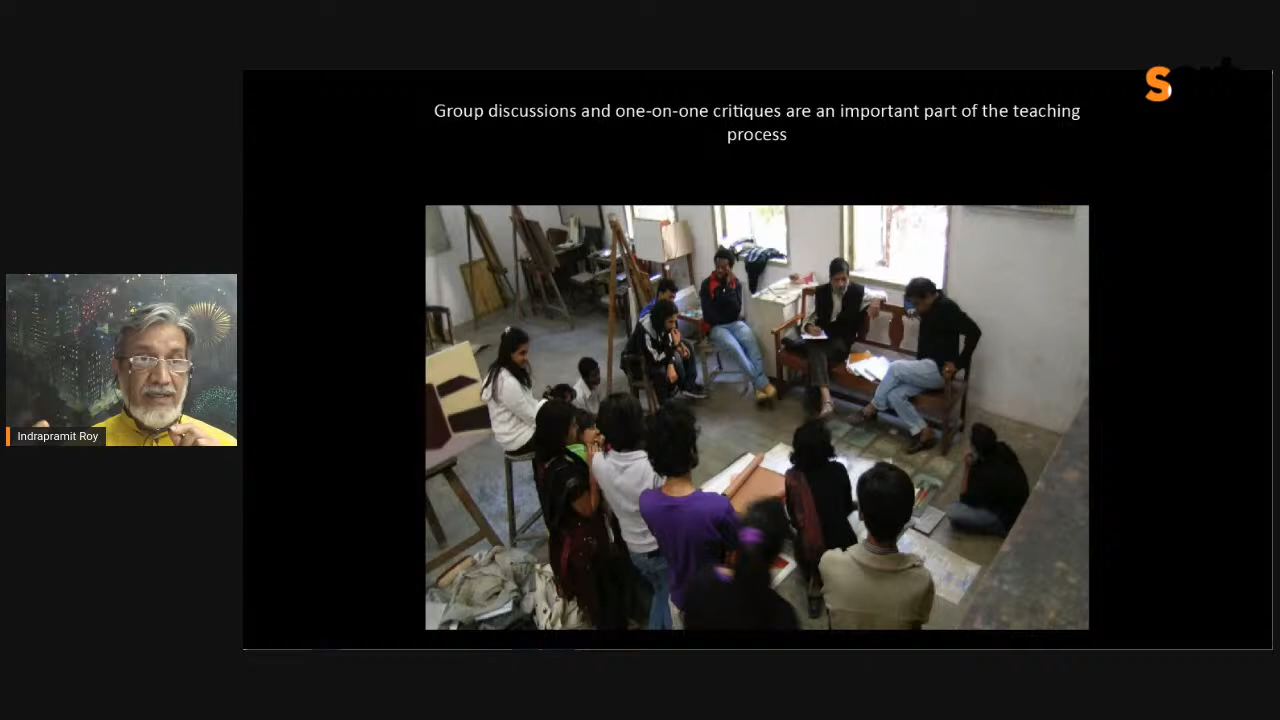 Group discussions and one-on-one critiques are an important part of the teaching
process
Indrapramit Roy